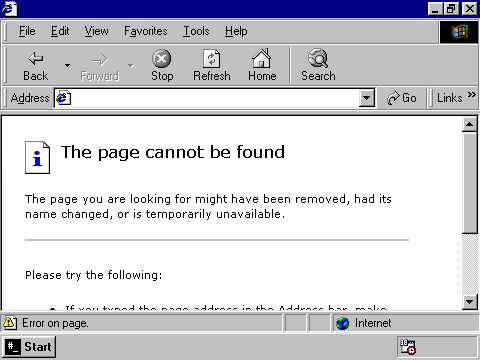 File Edit View Favorites Tools Help
Back Forward Stop Refresh Home Search
Address Go Links »
The page cannot be found
The page you are looking for might have been removed, had its
name changed, or is temporarily unavailable.
Please try the following:
If you typed the page address in the Address bar, make
Error on page. Internet
Start